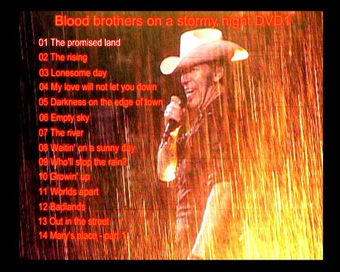 Blood brothers on a stormy night DVD1
01 The promised land
02 The rising
03 Lonesome day
04 My love will not let you down
05 Darkness on the edge of town
06 Empty sky
07 The river
08 Waitin' on a sunny day
09 Who'll stop the rain?
10 Growin' up
11 Worlds apart
12 Badlands
13 Out in the street
14 Mary's place - part